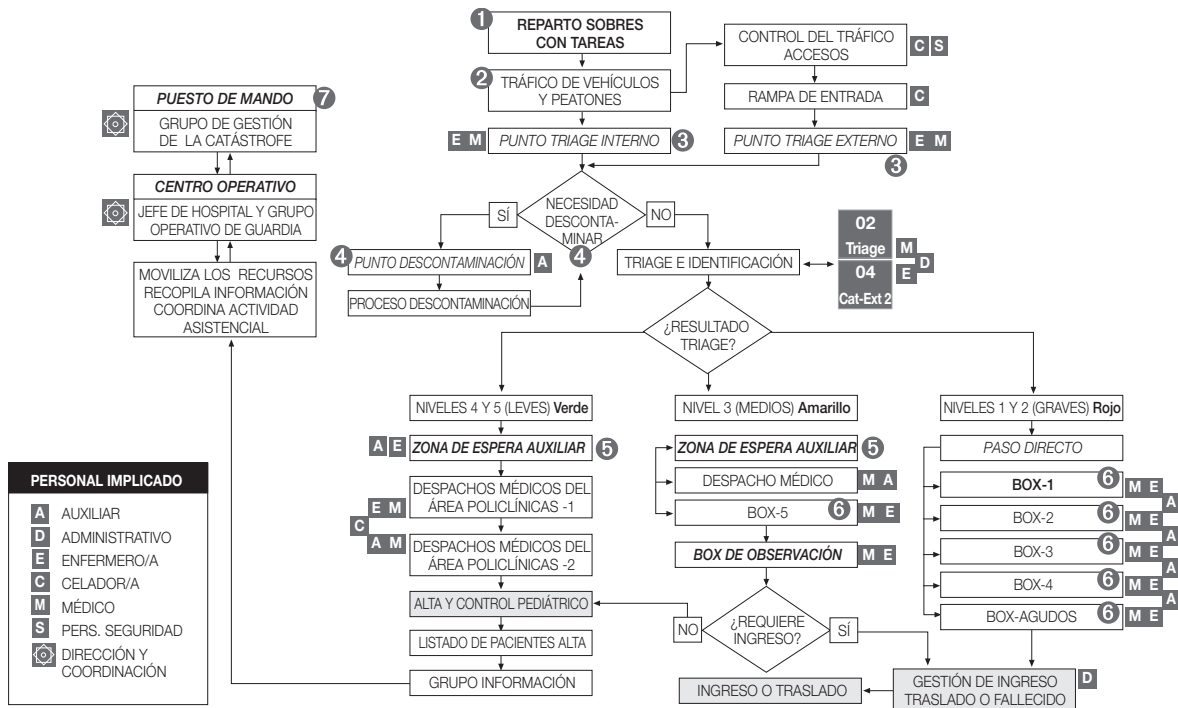 1
REPARTO SOBRES
CON TAREAS
2
TRÁFICO DE VEHÍCULOS
Y PEATONES
E M
PUNTO TRIAGE INTERNO
3
CONTROL DEL TRÁFICO
ACCESOS
C S
RAMPA DE ENTRADA
C
PUNTO TRIAGE EXTERNO
E M
3
PUESTO DE MANDO
7
GRUPO DE GESTIÓN
DE LA CATÁSTROFE
CENTRO OPERATIVO
JEFE DE HOSPITAL Y GRUPO
OPERATIVO DE GUARDIA
MOVILIZA LOS RECURSOS
RECOPILA INFORMACIÓN
COORDINA ACTIVIDAD
ASISTENCIAL
SÍ
NECESIDAD
DESCONTA-
MINAR
NO
4
4
PUNTO DESCONTAMINACIÓN
A
PROCESO DESCONTAMINACIÓN
TRIAGE E IDENTIFICACIÓN
02
Triage
M
D
04
E
Cat-Ext 2
¿RESULTADO
TRIAGE?
NIVELES 4 Y 5 (LEVES) Verde
A E
ZONA DE ESPERA AUXILIAR
5
DESPACHOS MÉDICOS DEL
ÁREA POLICLÍNICAS -1
E M
C
A M
DESPACHOS MÉDICOS DEL
ÁREA POLICLÍNICAS -2
ALTA Y CONTROL PEDIÁTRICO
LISTADO DE PACIENTES ALTA
GRUPO INFORMACIÓN
NIVEL 3 (MEDIOS) Amarillo
ZONA DE ESPERA AUXILIAR
5
DESPACHO MÉDICO
M A
BOX-5
6
M E
BOX DE OBSERVACIÓN
M E
NO
¿REQUIERE
INGRESO?
SÍ
INGRESO O TRASLADO
NIVELES 1 Y 2 (GRAVES) Rojo
PASO DIRECTO
BOX-1
6
M E
A
BOX-2
6
M E
A
BOX-3
6
M E
A
BOX-4
6
M E
A
BOX-AGUDOS
6
M E
GESTIÓN DE INGRESO
TRASLADO O FALLECIDO
D
PERSONAL IMPLICADO
A AUXILIAR
D ADMINISTRATIVO
E ENFERMERO/A
C CELADOR/A
M MÉDICO
S PERS. SEGURIDAD
DIRECCIÓN Y
COORDINACIÓN